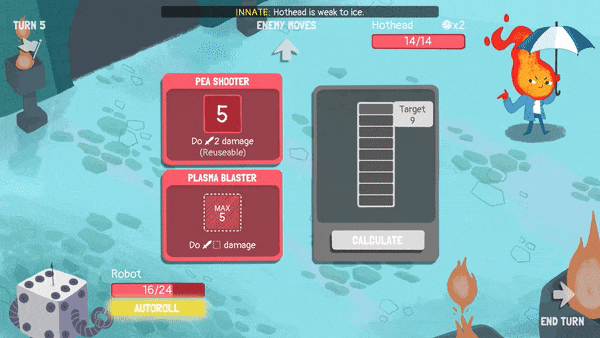 INNATE: Hothead is weak to ice.
TURN 5
ENEMY MOVES
Hothead
x2
14/14
PEA SHOOTER
5
Do 2 damage
(Reuseable)
PLASMA BLASTER
MAX
5
Do damage
Target
9
CALCULATE
Robot
16/24
AUTOROLL
END TURN